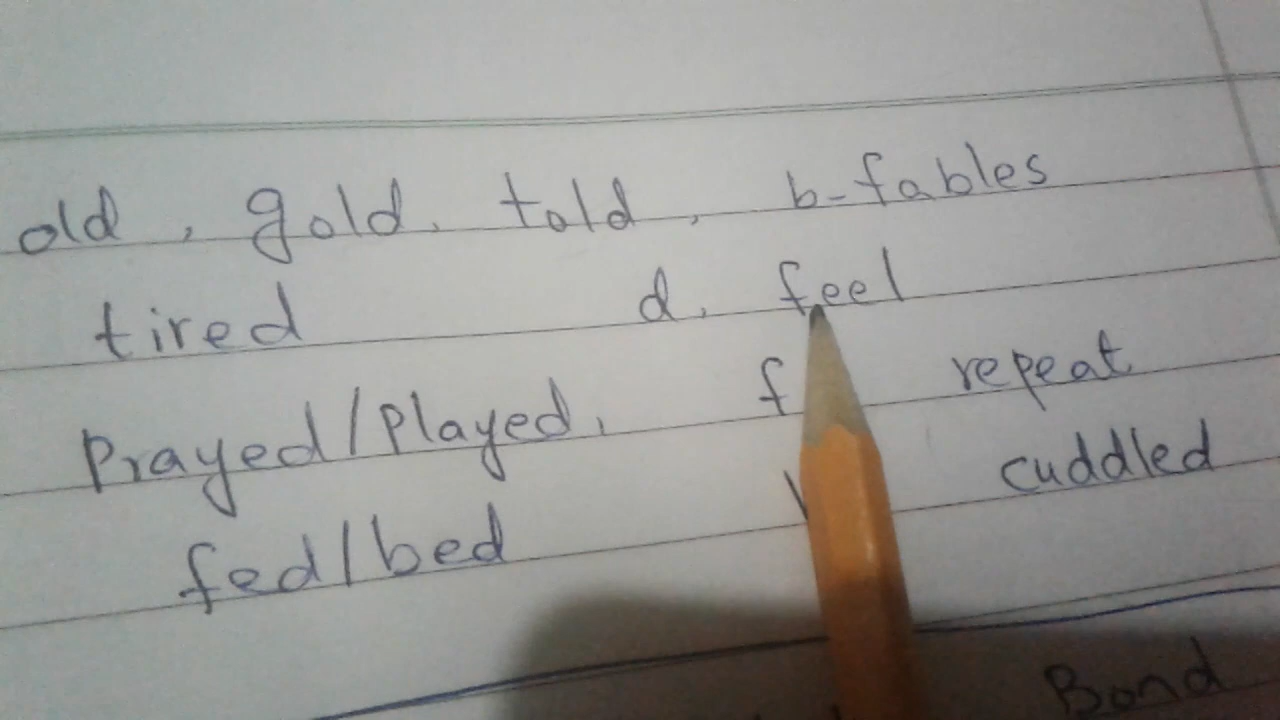 old, gold, told, b-fables
tired d. feel
Prayed/Played, f repeat
fed/bed cuddled
Bond